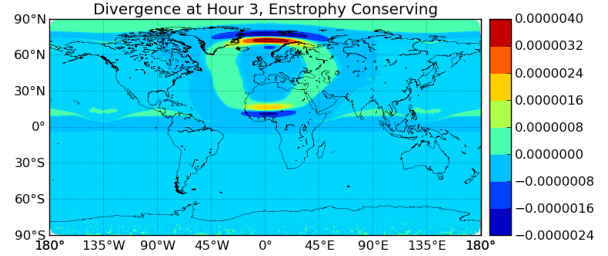 Divergence at Hour 3, Enstrophy Conserving
90°N
60°N
30°N
0°
30°S
60°S
90°S
180° 135°W 90°W 45°W 0° 45°E 90°E 135°E 180°
0.0000040
0.0000032
0.0000024
0.0000016
0.0000008
0.0000000
−0.0000008
−0.0000016
−0.0000024